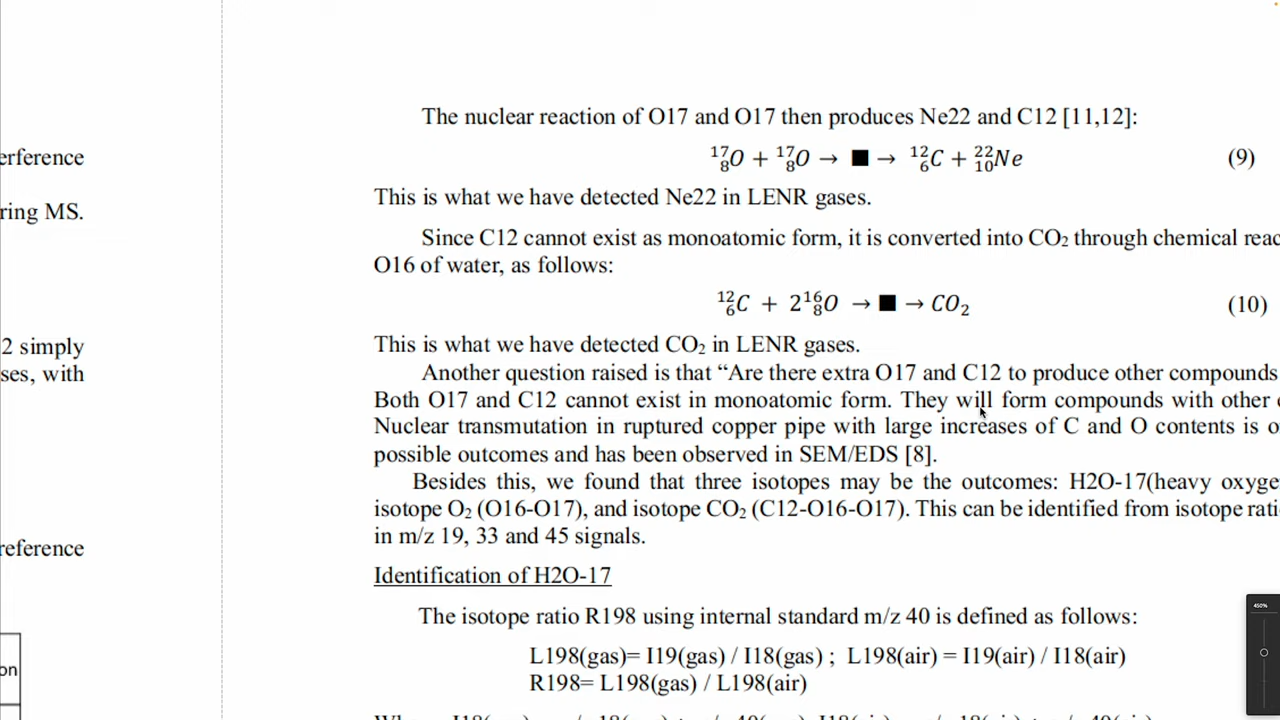 erference
ring MS.
2 simply
ses, with
reference
on
The nuclear reaction of O17 and O17 then produces Ne22 and C12 [11,12]:
¹⁷₈O + ¹⁷₈O → ■ → ¹²₆C + ²²₁₀Ne (9)
This is what we have detected Ne22 in LENR gases.
Since C12 cannot exist as monoatomic form, it is converted into CO₂ through chemical reac
O16 of water, as follows:
¹²₆C + 2¹⁶₈O → ■ → CO₂ (10)
This is what we have detected CO₂ in LENR gases.
Another question raised is that “Are there extra O17 and C12 to produce other compounds
Both O17 and C12 cannot exist in monoatomic form. They will form compounds with other
Nuclear transmutation in ruptured copper pipe with large increases of C and O contents is
possible outcomes and has been observed in SEM/EDS [8].
Besides this, we found that three isotopes may be the outcomes: H2O-17(heavy oxyge
isotope O₂ (O16-O17), and isotope CO₂ (C12-O16-O17). This can be identified from isotope rati
in m/z 19, 33 and 45 signals.
Identification of H2O-17
The isotope ratio R198 using internal standard m/z 40 is defined as follows:
L198(gas)= I19(gas) / I18(gas) ; L198(air) = I19(air) / I18(air)
R198= L198(gas) / L198(air)
450%